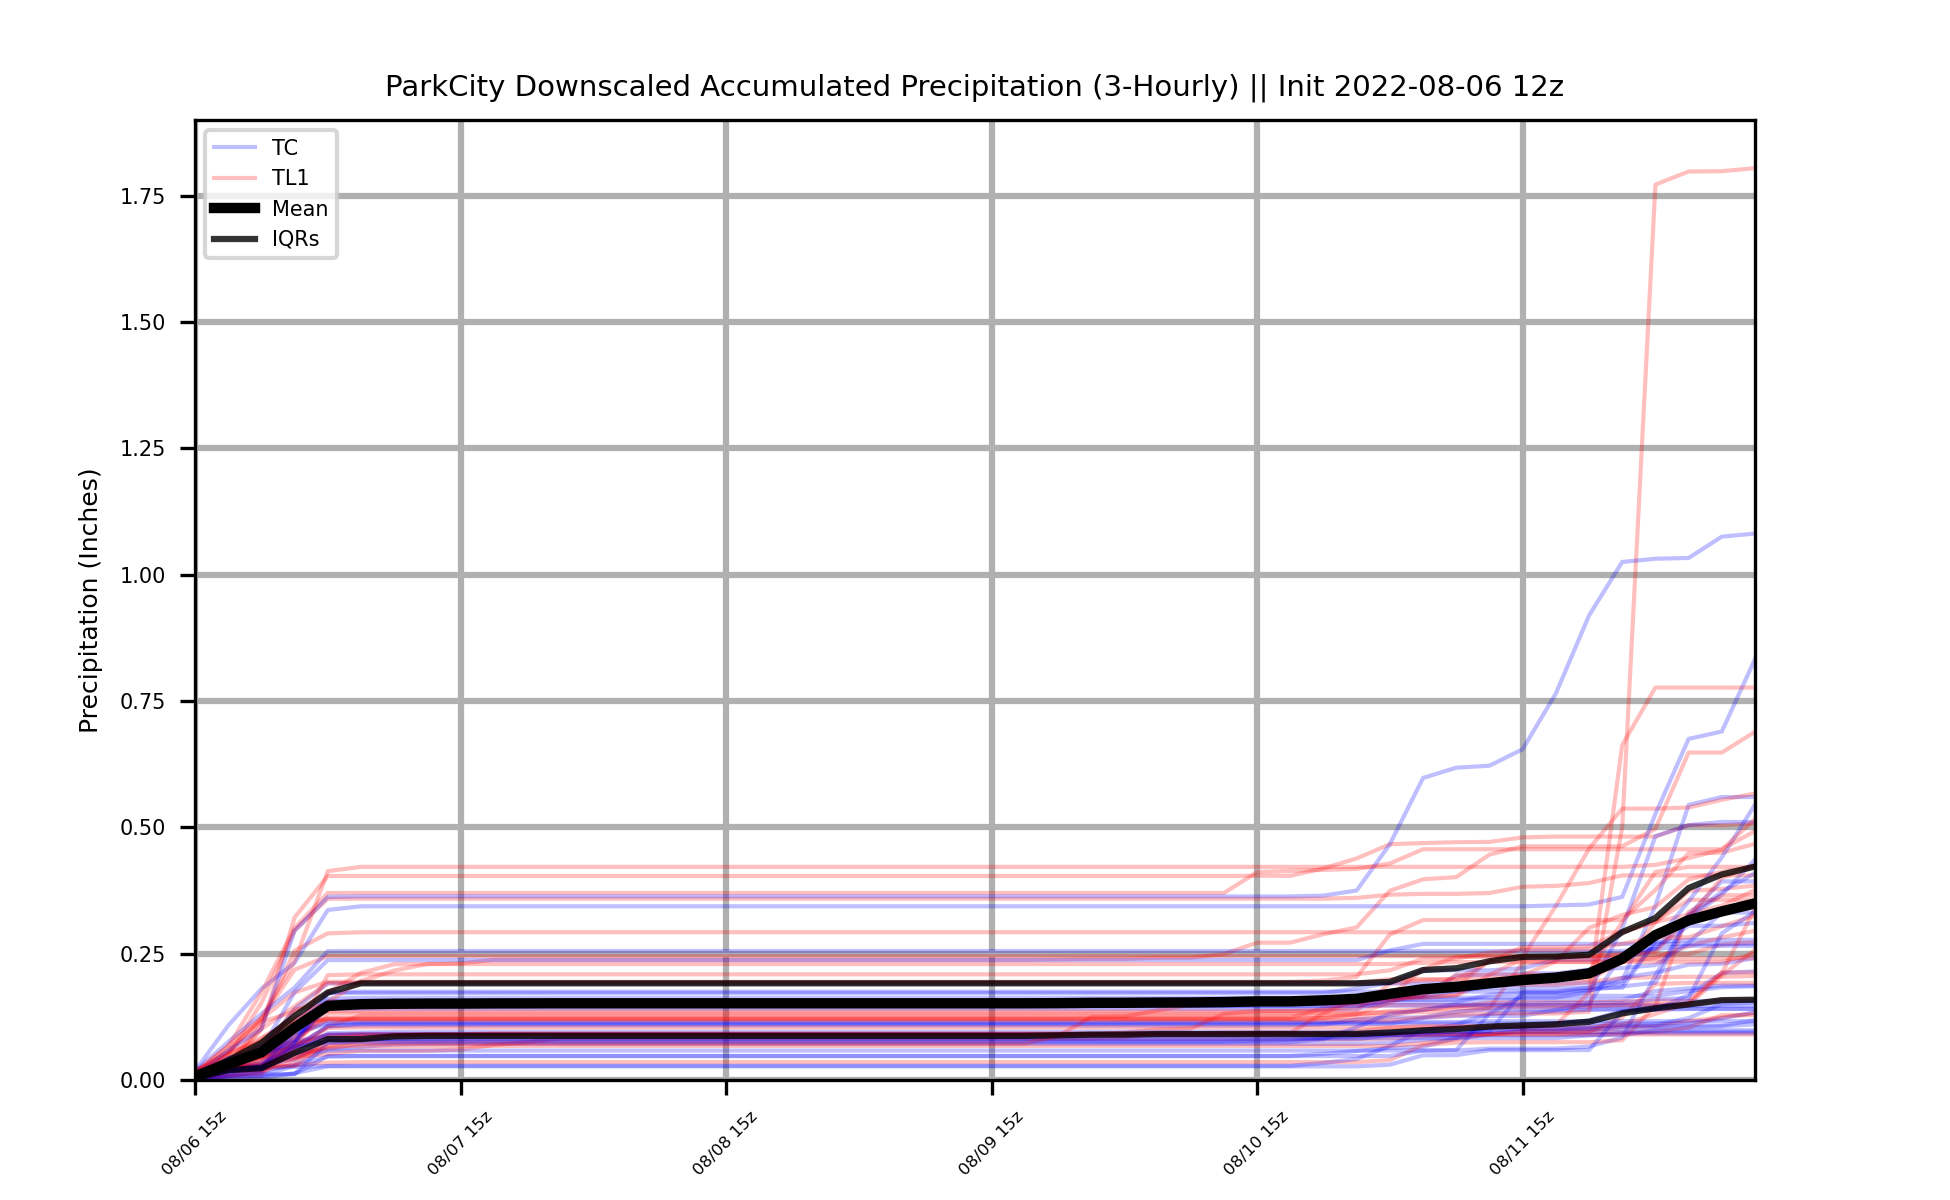 ParkCity Downscaled Accumulated Precipitation (3-Hourly) || Init 2022-08-06 12z
TC
TL1
Mean
IQRs
Precipitation (Inches)
1.75
1.50
1.25
1.00
0.75
0.50
0.25
0.00
08/06 15z
08/07 15z
08/08 15z
08/09 15z
08/10 15z
08/11 15z